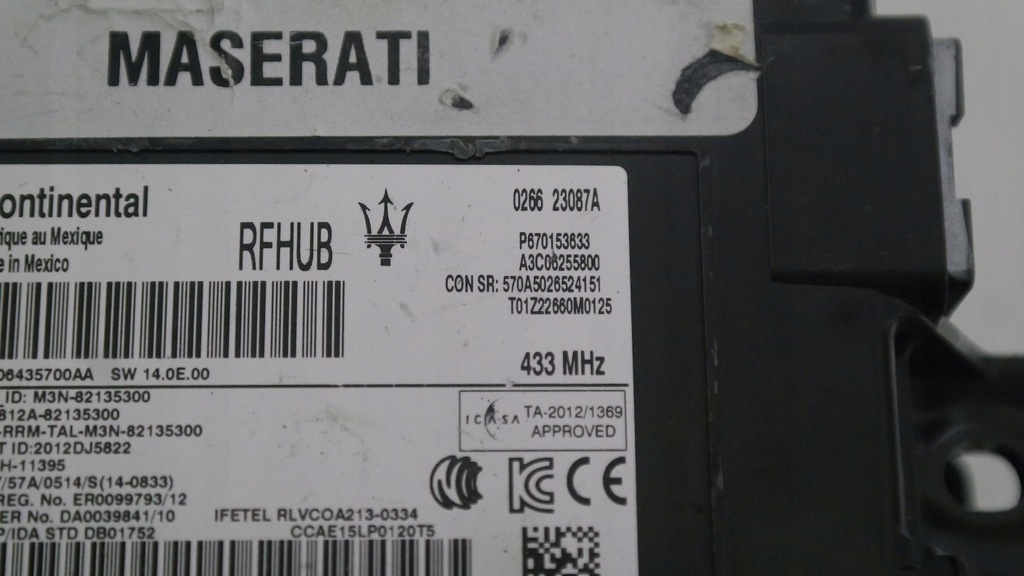 MASERATI
ontinental
ique au Mexique
e in Mexico
RFHUB
0266 23087A
P670153633
A3C08255800
CON SR: 570A5026524151
T01Z22660M0125
433 MHz
06435700AA SW 14.0E.00
ID: M3N-82135300
812A-82135300
-RRM-TAL-M3N-82135300
T ID:2012DJ5822
H-11395
/57A/0514/S(14-0833)
REG. No. ER0099793/12
ER No. DA0039841/10
P/IDA STD DB01752
IFETEL RLVCOA213-0334
CCAE15LP0120T5
ICASA TA-2012/1369
APPROVED
CCC KC CE